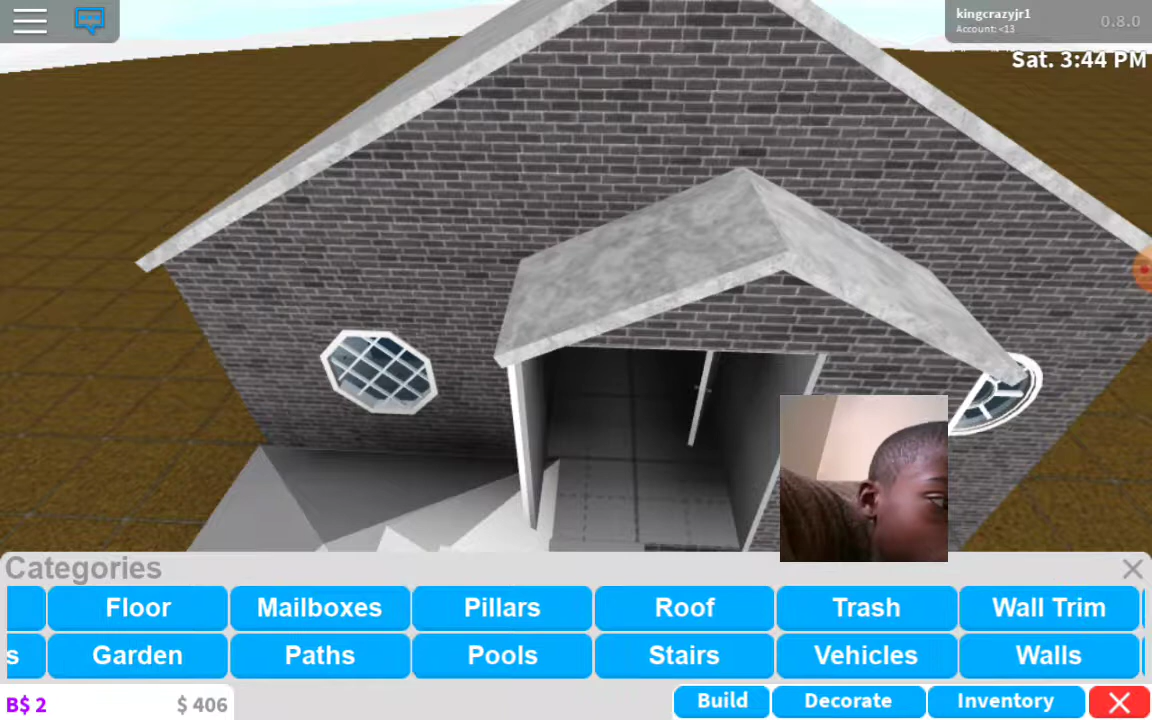 kingcrazyjr1
Account: <13
0.8.0
Sat. 3:44 PM
Categories
Floor
Mailboxes
Pillars
Roof
Trash
Wall Trim
s
Garden
Paths
Pools
Stairs
Vehicles
Walls
B$ 2
$ 406
Build
Decorate
Inventory